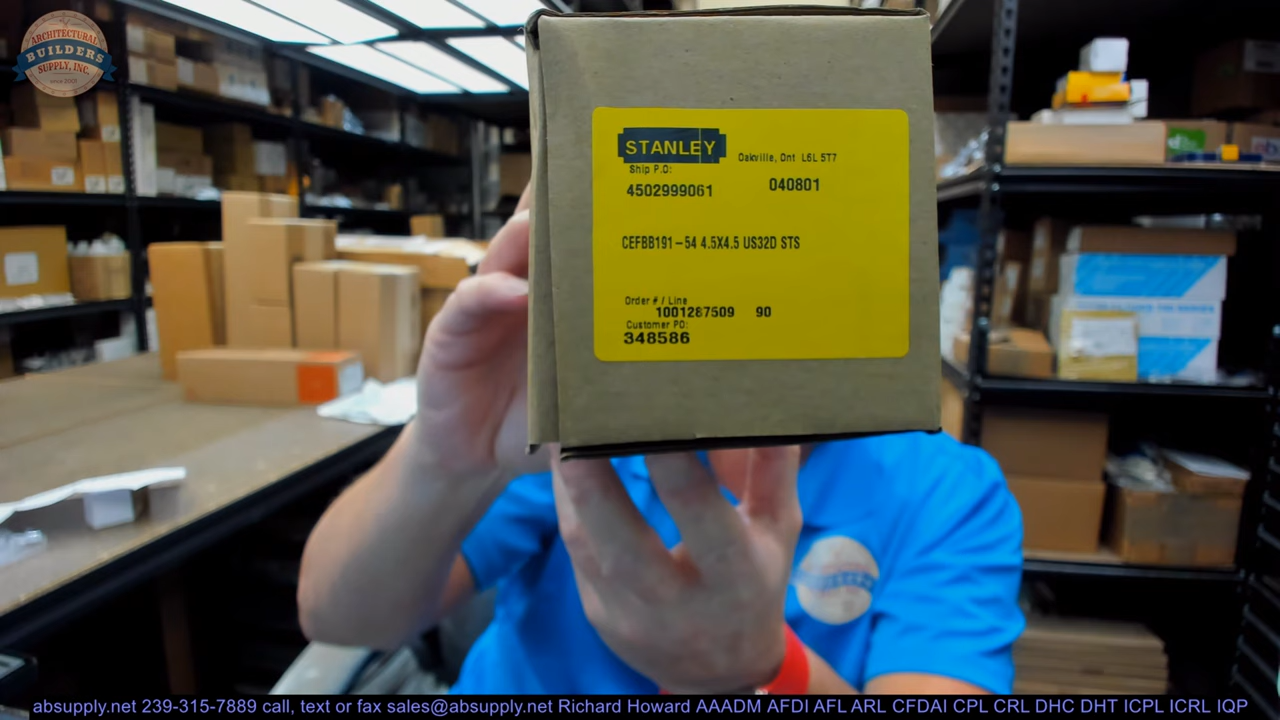 ARCHITECTURAL
BUILDERS
SUPPLY, INC.
since 2001
STANLEY
Oakville, Ont L6L 5T7
Ship P.O:
4502999061 040801
CEFBB191-54 4.5X4.5 US32D STS
Order # / Line
1001287509 90
Customer PO:
348586
absupply.net 239-315-7889 call, text or fax sales@absupply.net Richard Howard AAADM AFDI AFL ARL CFDAI CPL CRL DHC DHT ICPL ICRL IQP